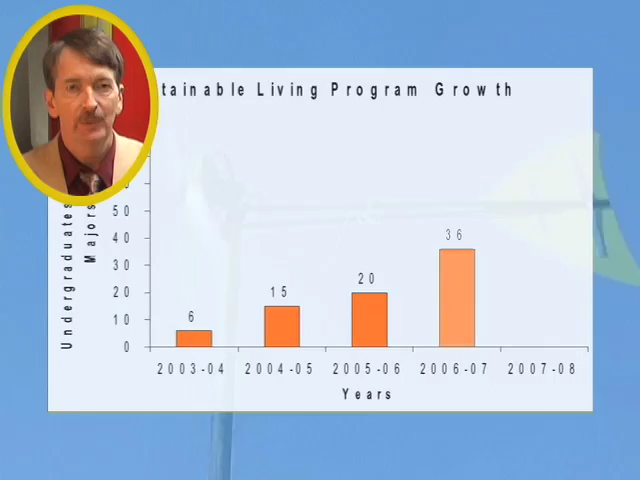 tainable Living Program Growth
Undergraduates
Majors
50
40
30
20
10
0
6
15
20
36
2003-04 2004-05 2005-06 2006-07 2007-08
Years